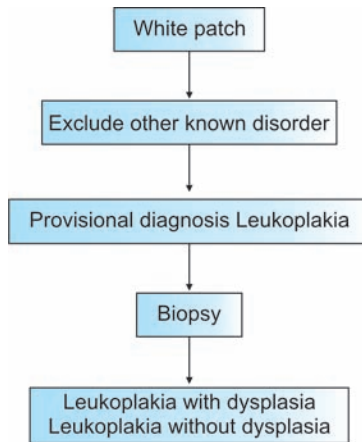 White patch
Exclude other known disorder
Provisional diagnosis Leukoplakia
Biopsy
Leukoplakia with dysplasia
Leukoplakia without dysplasia